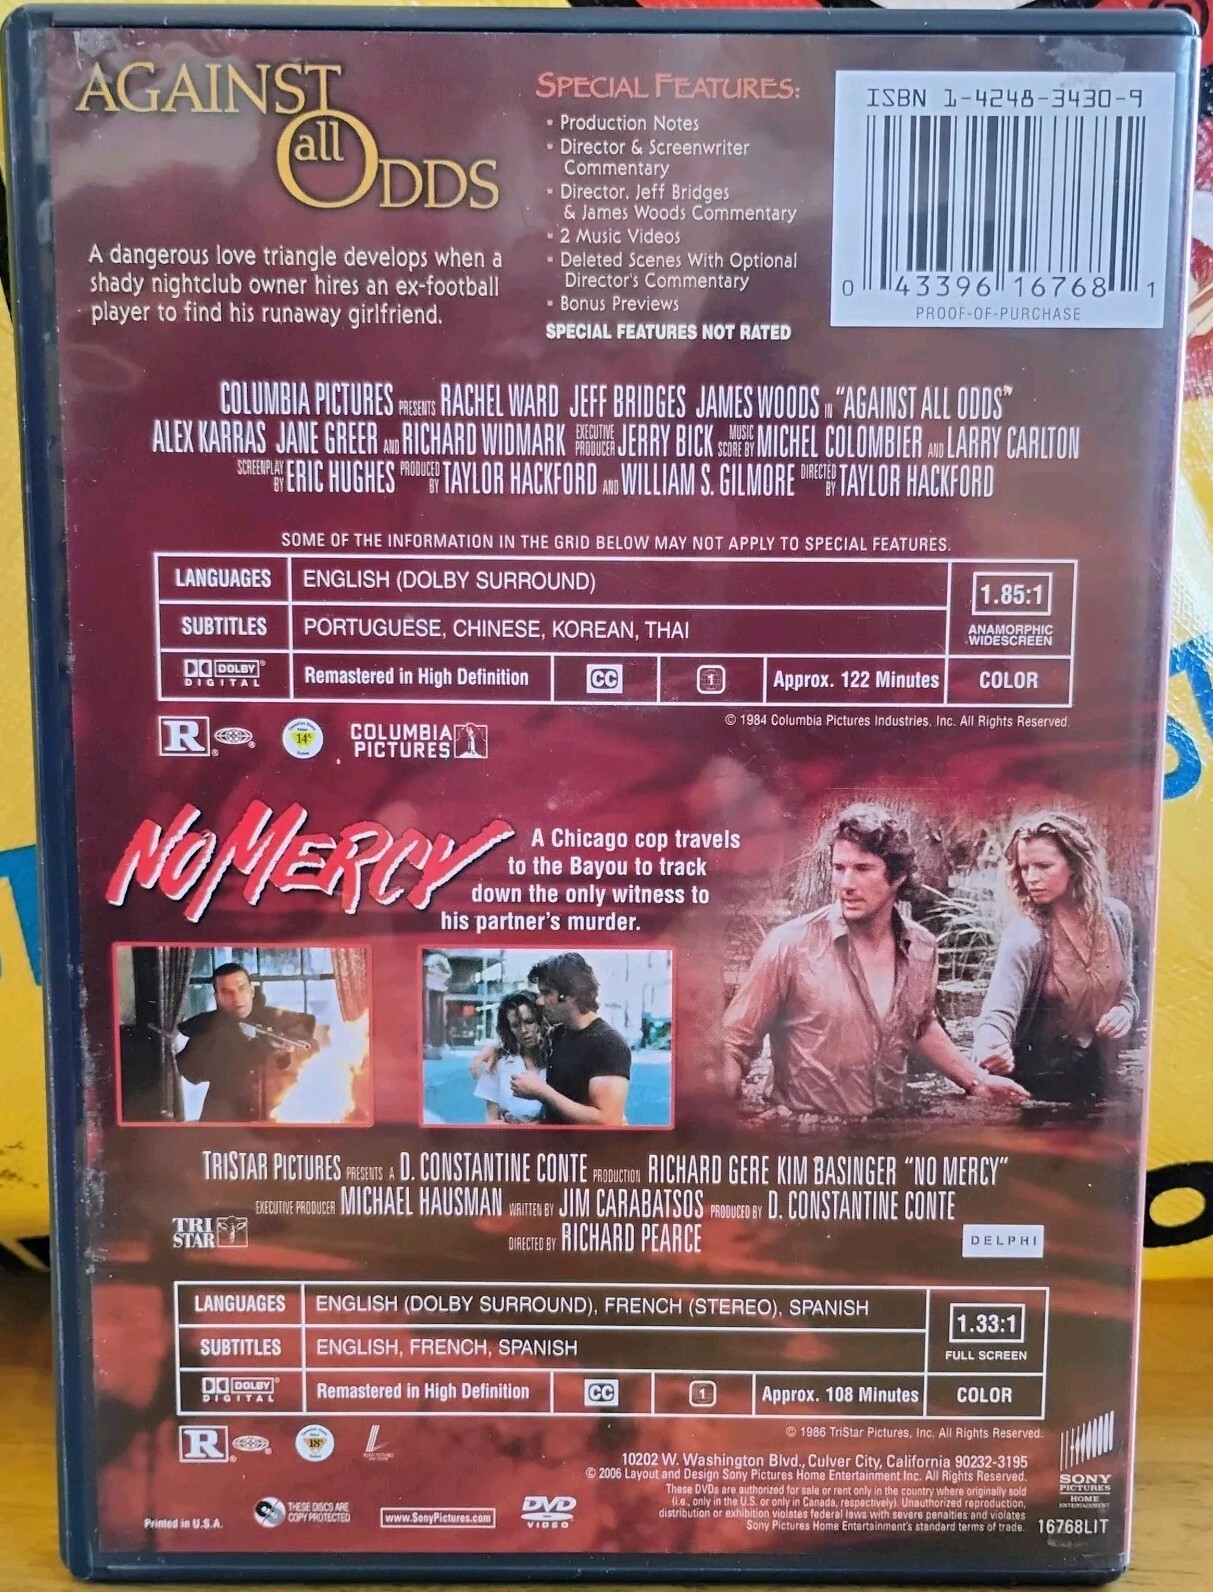 AGAINST
all
ODDS
A dangerous love triangle develops when a
shady nightclub owner hires an ex-football
player to find his runaway girlfriend.
SPECIAL FEATURES:
• Production Notes
• Director & Screenwriter
Commentary
• Director, Jeff Bridges
& James Woods Commentary
• 2 Music Videos
• Deleted Scenes With Optional
Director's Commentary
• Bonus Previews
SPECIAL FEATURES NOT RATED
ISBN 1-4248-3430-9
0 43396 16768 1
PROOF-OF-PURCHASE
COLUMBIA PICTURES PRESENTS RACHEL WARD JEFF BRIDGES JAMES WOODS IN "AGAINST ALL ODDS"
ALEX KARRAS JANE GREER AND RICHARD WIDMARK EXECUTIVE PRODUCER JERRY BICK MUSIC SCORE BY MICHEL COLOMBIER AND LARRY CARLTON
SCREENPLAY BY ERIC HUGHES PRODUCED BY TAYLOR HACKFORD AND WILLIAM S. GILMORE DIRECTED BY TAYLOR HACKFORD
SOME OF THE INFORMATION IN THE GRID BELOW MAY NOT APPLY TO SPECIAL FEATURES.
LANGUAGES ENGLISH (DOLBY SURROUND)
SUBTITLES PORTUGUESE, CHINESE, KOREAN, THAI
1.85:1
ANAMORPHIC
WIDESCREEN
DOLBY DIGITAL Remastered in High Definition CC 1 Approx. 122 Minutes COLOR
© 1984 Columbia Pictures Industries, Inc. All Rights Reserved.
R 14A COLUMBIA
PICTURES
NO MERCY
A Chicago cop travels
to the Bayou to track
down the only witness to
his partner's murder.
TRISTAR PICTURES PRESENTS A D. CONSTANTINE CONTE PRODUCTION RICHARD GERE KIM BASINGER "NO MERCY"
EXECUTIVE PRODUCER MICHAEL HAUSMAN WRITTEN BY JIM CARABATSOS PRODUCED BY D. CONSTANTINE CONTE
DIRECTED BY RICHARD PEARCE
TRI
STAR
DELPHI
LANGUAGES ENGLISH (DOLBY SURROUND), FRENCH (STEREO), SPANISH
SUBTITLES ENGLISH, FRENCH, SPANISH
1.33:1
FULL SCREEN
DOLBY DIGITAL Remastered in High Definition CC 1 Approx. 108 Minutes COLOR
© 1986 TriStar Pictures, Inc. All Rights Reserved.
R 18A
10202 W. Washington Blvd., Culver City, California 90232-3195
© 2006 Layout and Design Sony Pictures Home Entertainment Inc. All Rights Reserved.
These DVDs are authorized for sale or rent only in the country where originally sold
(i.e., only in the U.S. or only in Canada, respectively). Unauthorized reproduction,
distribution or exhibition violates federal laws with severe penalties and violates
Sony Pictures Home Entertainment's standard terms of trade.
SONY
PICTURES
HOME
ENTERTAINMENT
16768LIT
Printed in U.S.A.
THESE DISCS ARE
COPY PROTECTED
www.SonyPictures.com
DVD
VIDEO